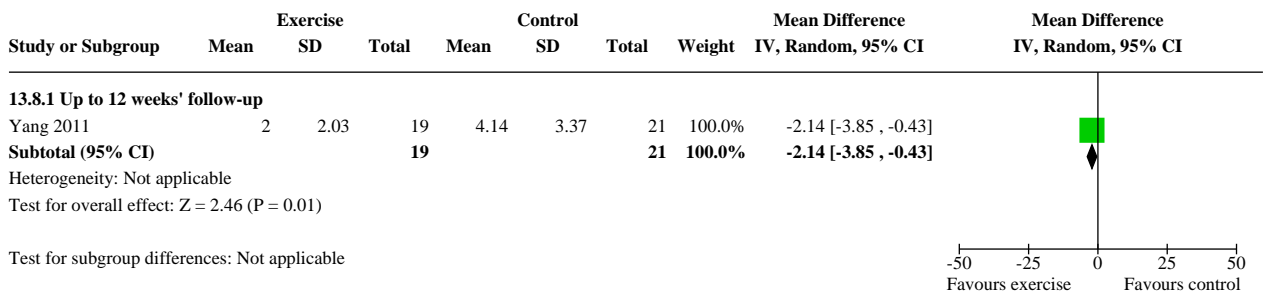 Exercise Control Mean Difference Mean Difference
Study or Subgroup Mean SD Total Mean SD Total Weight IV, Random, 95% CI IV, Random, 95% CI
13.8.1 Up to 12 weeks' follow-up
Yang 2011 2 2.03 19 4.14 3.37 21 100.0% -2.14 [-3.85 , -0.43]
Subtotal (95% CI) 19 21 100.0% -2.14 [-3.85 , -0.43]
Heterogeneity: Not applicable
Test for overall effect: Z = 2.46 (P = 0.01)
Test for subgroup differences: Not applicable
-50 -25 0 25 50
Favours exercise Favours control